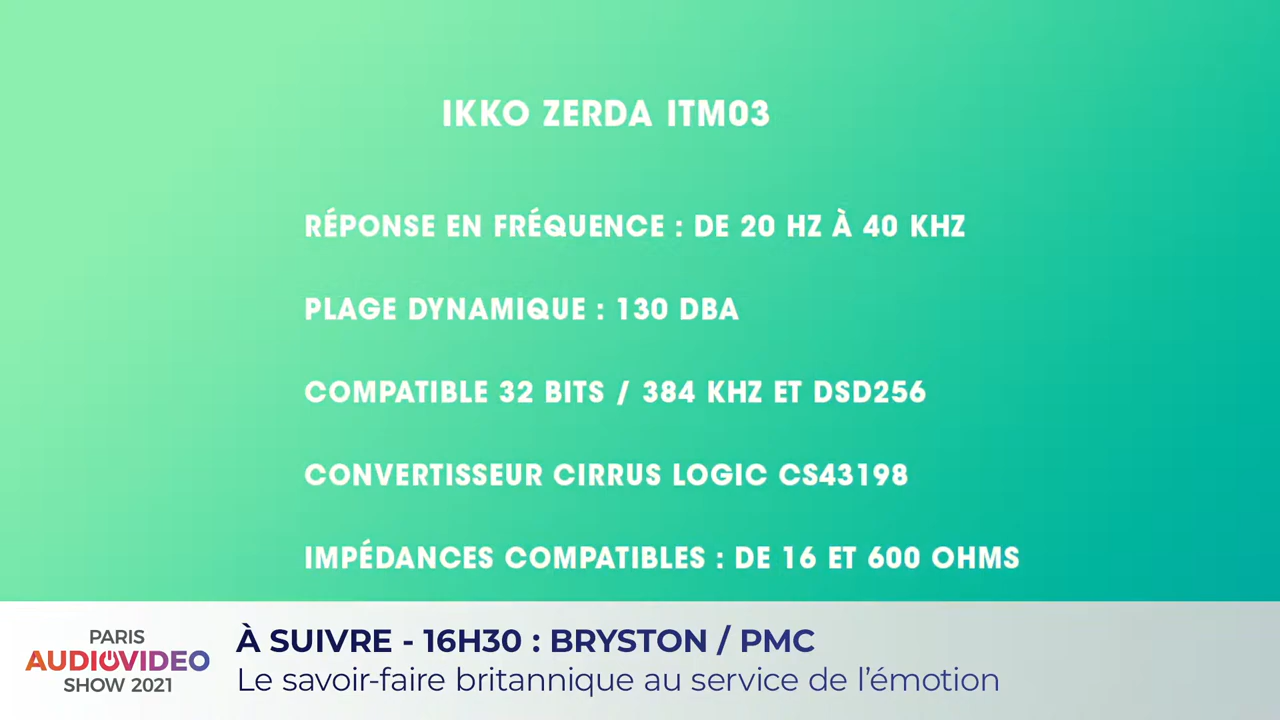 IKKO ZERDA ITM03
RÉPONSE EN FRÉQUENCE : DE 20 HZ À 40 KHZ
PLAGE DYNAMIQUE : 130 DBA
COMPATIBLE 32 BITS / 384 KHZ ET DSD256
CONVERTISSEUR CIRRUS LOGIC CS43198
IMPÉDANCES COMPATIBLES : DE 16 ET 600 OHMS
PARIS
AUDIOVIDEO
SHOW 2021
À SUIVRE - 16H30 : BRYSTON / PMC
Le savoir-faire britannique au service de l’émotion